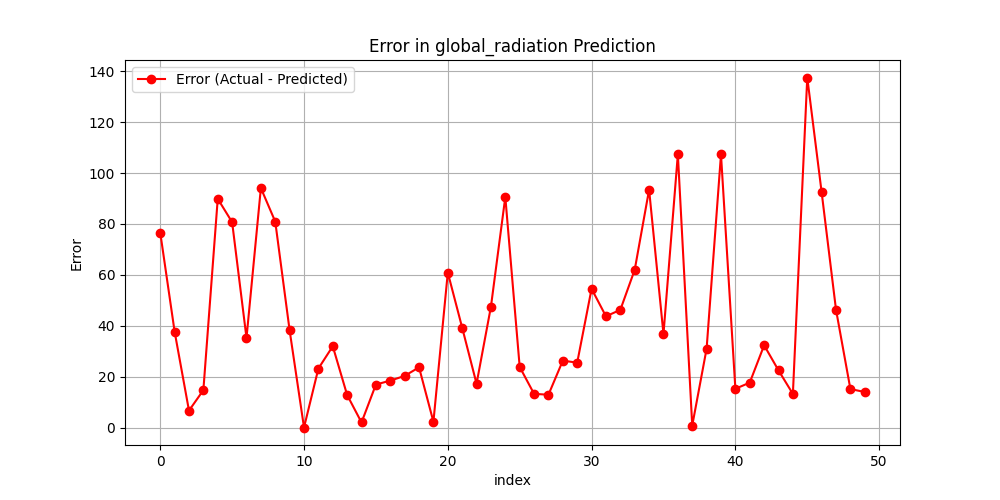 Error in global_radiation Prediction
Error (Actual - Predicted)
140
120
100
80
60
40
20
0
Error
0 10 20 30 40 50
index